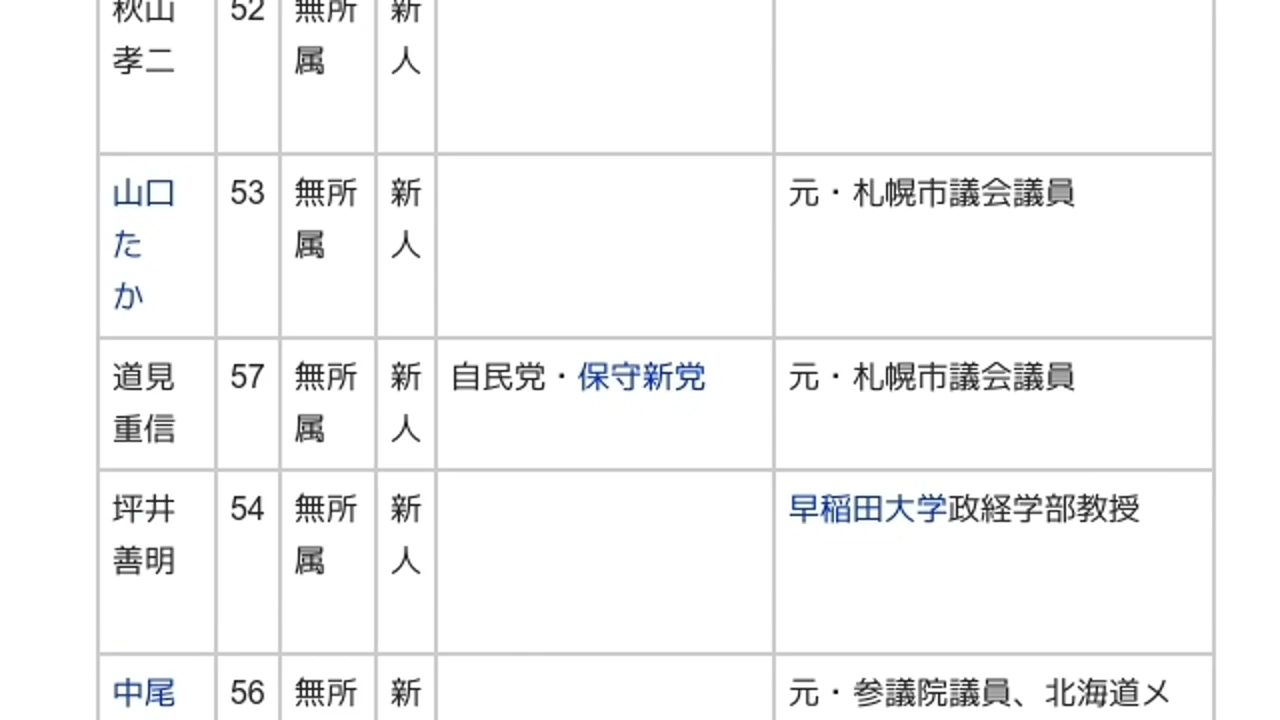 秋山 52 無所 新
孝二 属 人
山口 53 無所 新 元・札幌市議会議員
た 属 人
か
道見 57 無所 新 自民党・保守新党 元・札幌市議会議員
重信 属 人
坪井 54 無所 新 早稲田大学政経学部教授
善明 属 人
中尾 56 無所 新 元・参議院議員、北海道メ